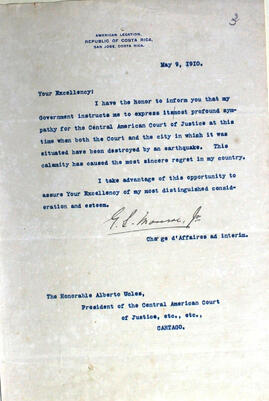 3
AMERICAN LEGATION,
REPUBLIC OF COSTA RICA,
SAN JOSE, COSTA RICA.
May 9, 1910.
Your Excellency:
I have the honor to inform you that my
Government instructs me to express its most profound sym-
pathy for the Central American Court of Justice at this
time when both the Court and the city in which it was
situated have been destroyed by an earthquake. This
calamity has caused the most sincere regret in my country.
I take advantage of this opportunity to
assure Your Excellency of my most distinguished consid-
eration and esteem.
G. L. Monroe, Jr.
Charge d'Affaires ad interim.
The Honorable Alberto Ucles,
President of the Central American Court
of Justice, etc., etc.,
CARTAGO.